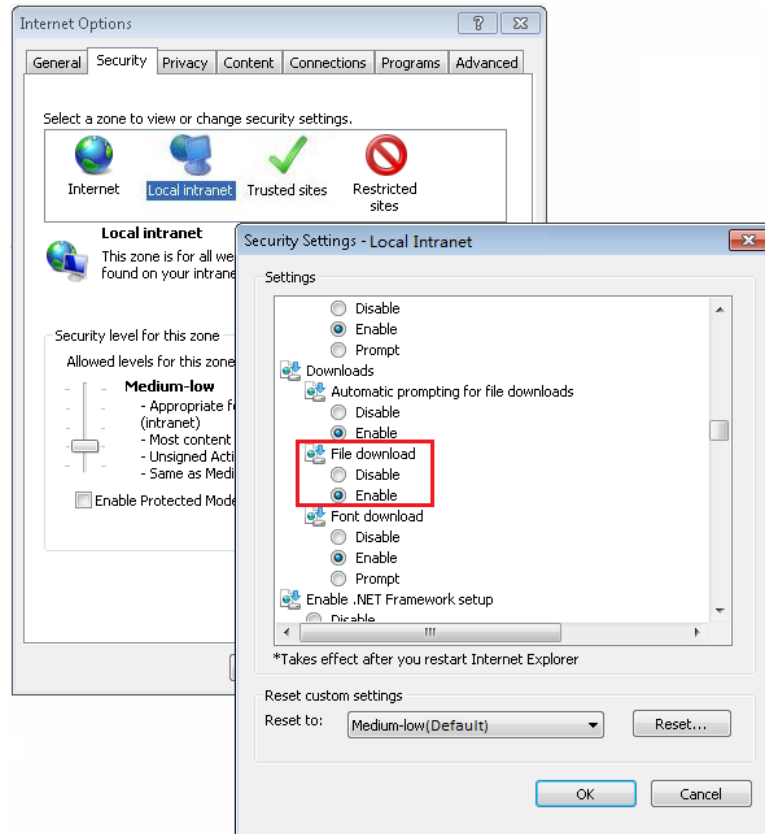 Internet Options
General Security Privacy Content Connections Programs Advanced
Select a zone to view or change security settings.
Internet Local intranet Trusted sites Restricted
sites
Local intranet
This zone is for all we
found on your intrane
Security level for this zone
Allowed levels for this zone
Medium-low
- Appropriate f
(intranet)
- Most content
- Unsigned Acti
- Same as Medi
Enable Protected Mode
Security Settings - Local Intranet
Settings
Disable
Enable
Prompt
Downloads
Automatic prompting for file downloads
Disable
Enable
File download
Disable
Enable
Font download
Disable
Enable
Prompt
Enable .NET Framework setup
Disable
*Takes effect after you restart Internet Explorer
Reset custom settings
Reset to: Medium-low(Default) Reset...
OK Cancel